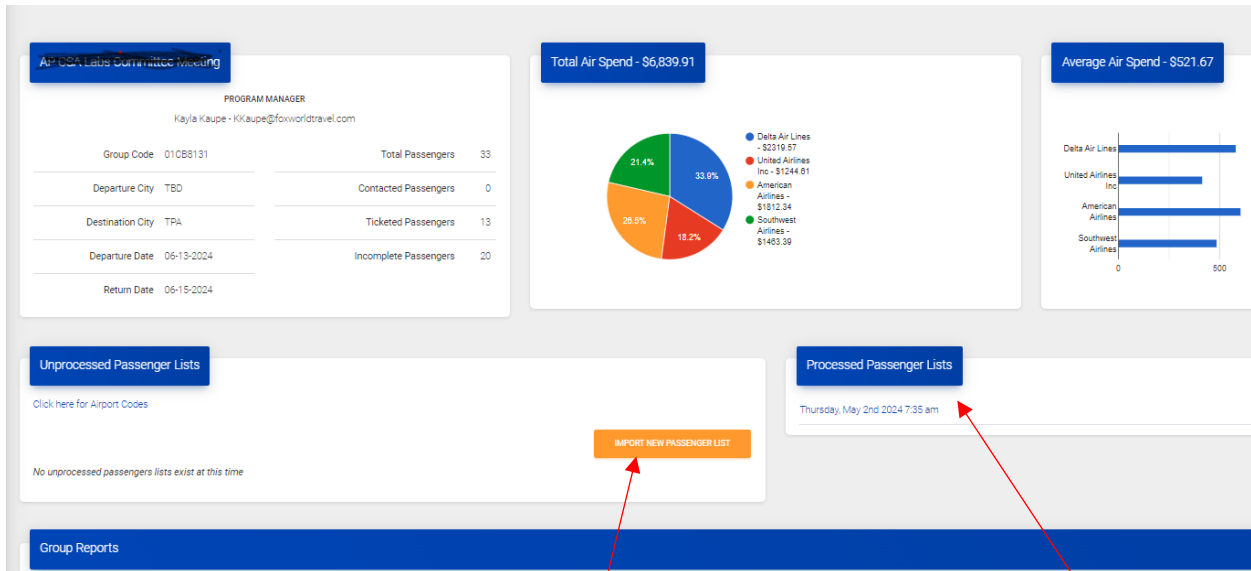 AP CSA Labs Committee Meeting
PROGRAM MANAGER
Kayla Kaupe - KKaupe@foxworldtravel.com
Group Code 01CB8131
Total Passengers 33
Departure City TBD
Contacted Passengers 0
Destination City TPA
Ticketed Passengers 13
Departure Date 06-13-2024
Incomplete Passengers 20
Return Date 06-15-2024
Total Air Spend - $6,839.91
21.4%
33.9%
26.5%
18.2%
Delta Air Lines
- $2319.57
United Airlines
Inc - $1244.61
American
Airlines -
$1812.34
Southwest
Airlines -
$1463.39
Average Air Spend - $521.67
Delta Air Lines
United Airlines
Inc
American
Airlines
Southwest
Airlines
0
500
Unprocessed Passenger Lists
Click here for Airport Codes
IMPORT NEW PASSENGER LIST
No unprocessed passengers lists exist at this time
Processed Passenger Lists
Thursday, May 2nd 2024 7:35 am
Group Reports